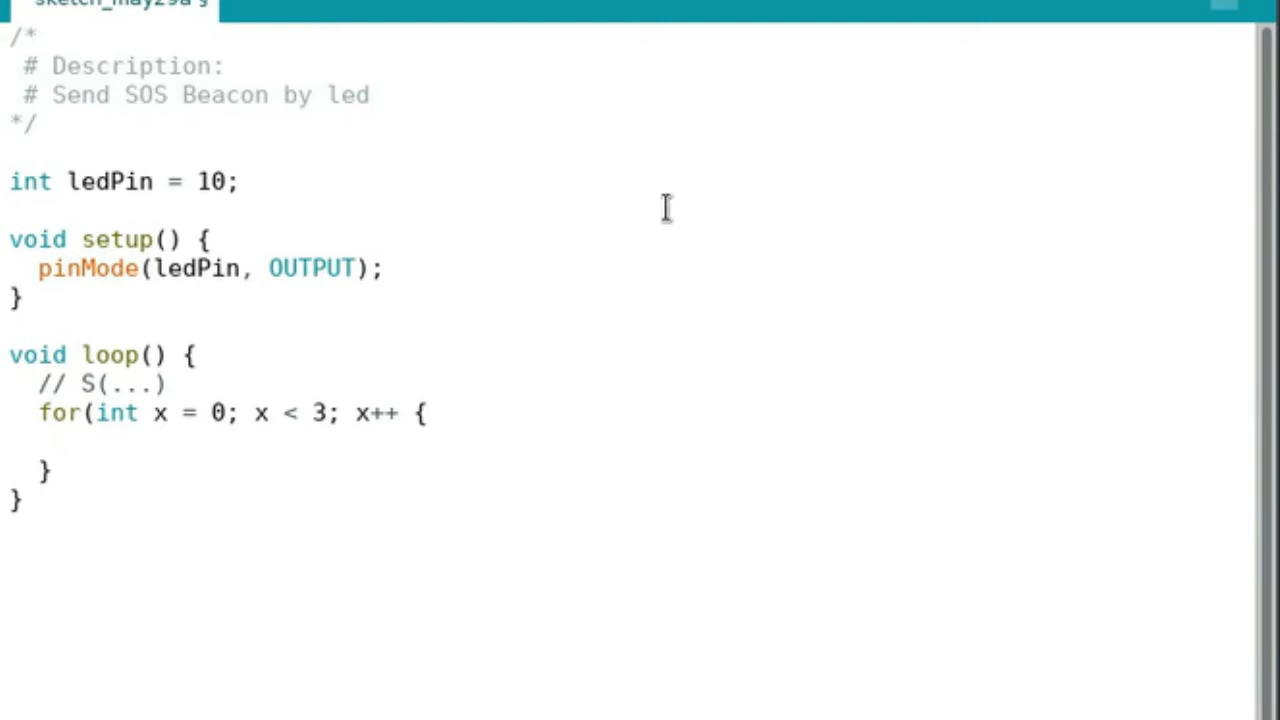 sketch_may29a §
/*
 # Description:
 # Send SOS Beacon by led
*/
int ledPin = 10;
void setup() {
  pinMode(ledPin, OUTPUT);
}
void loop() {
  // S(...)
  for(int x = 0; x < 3; x++ {
  }
}